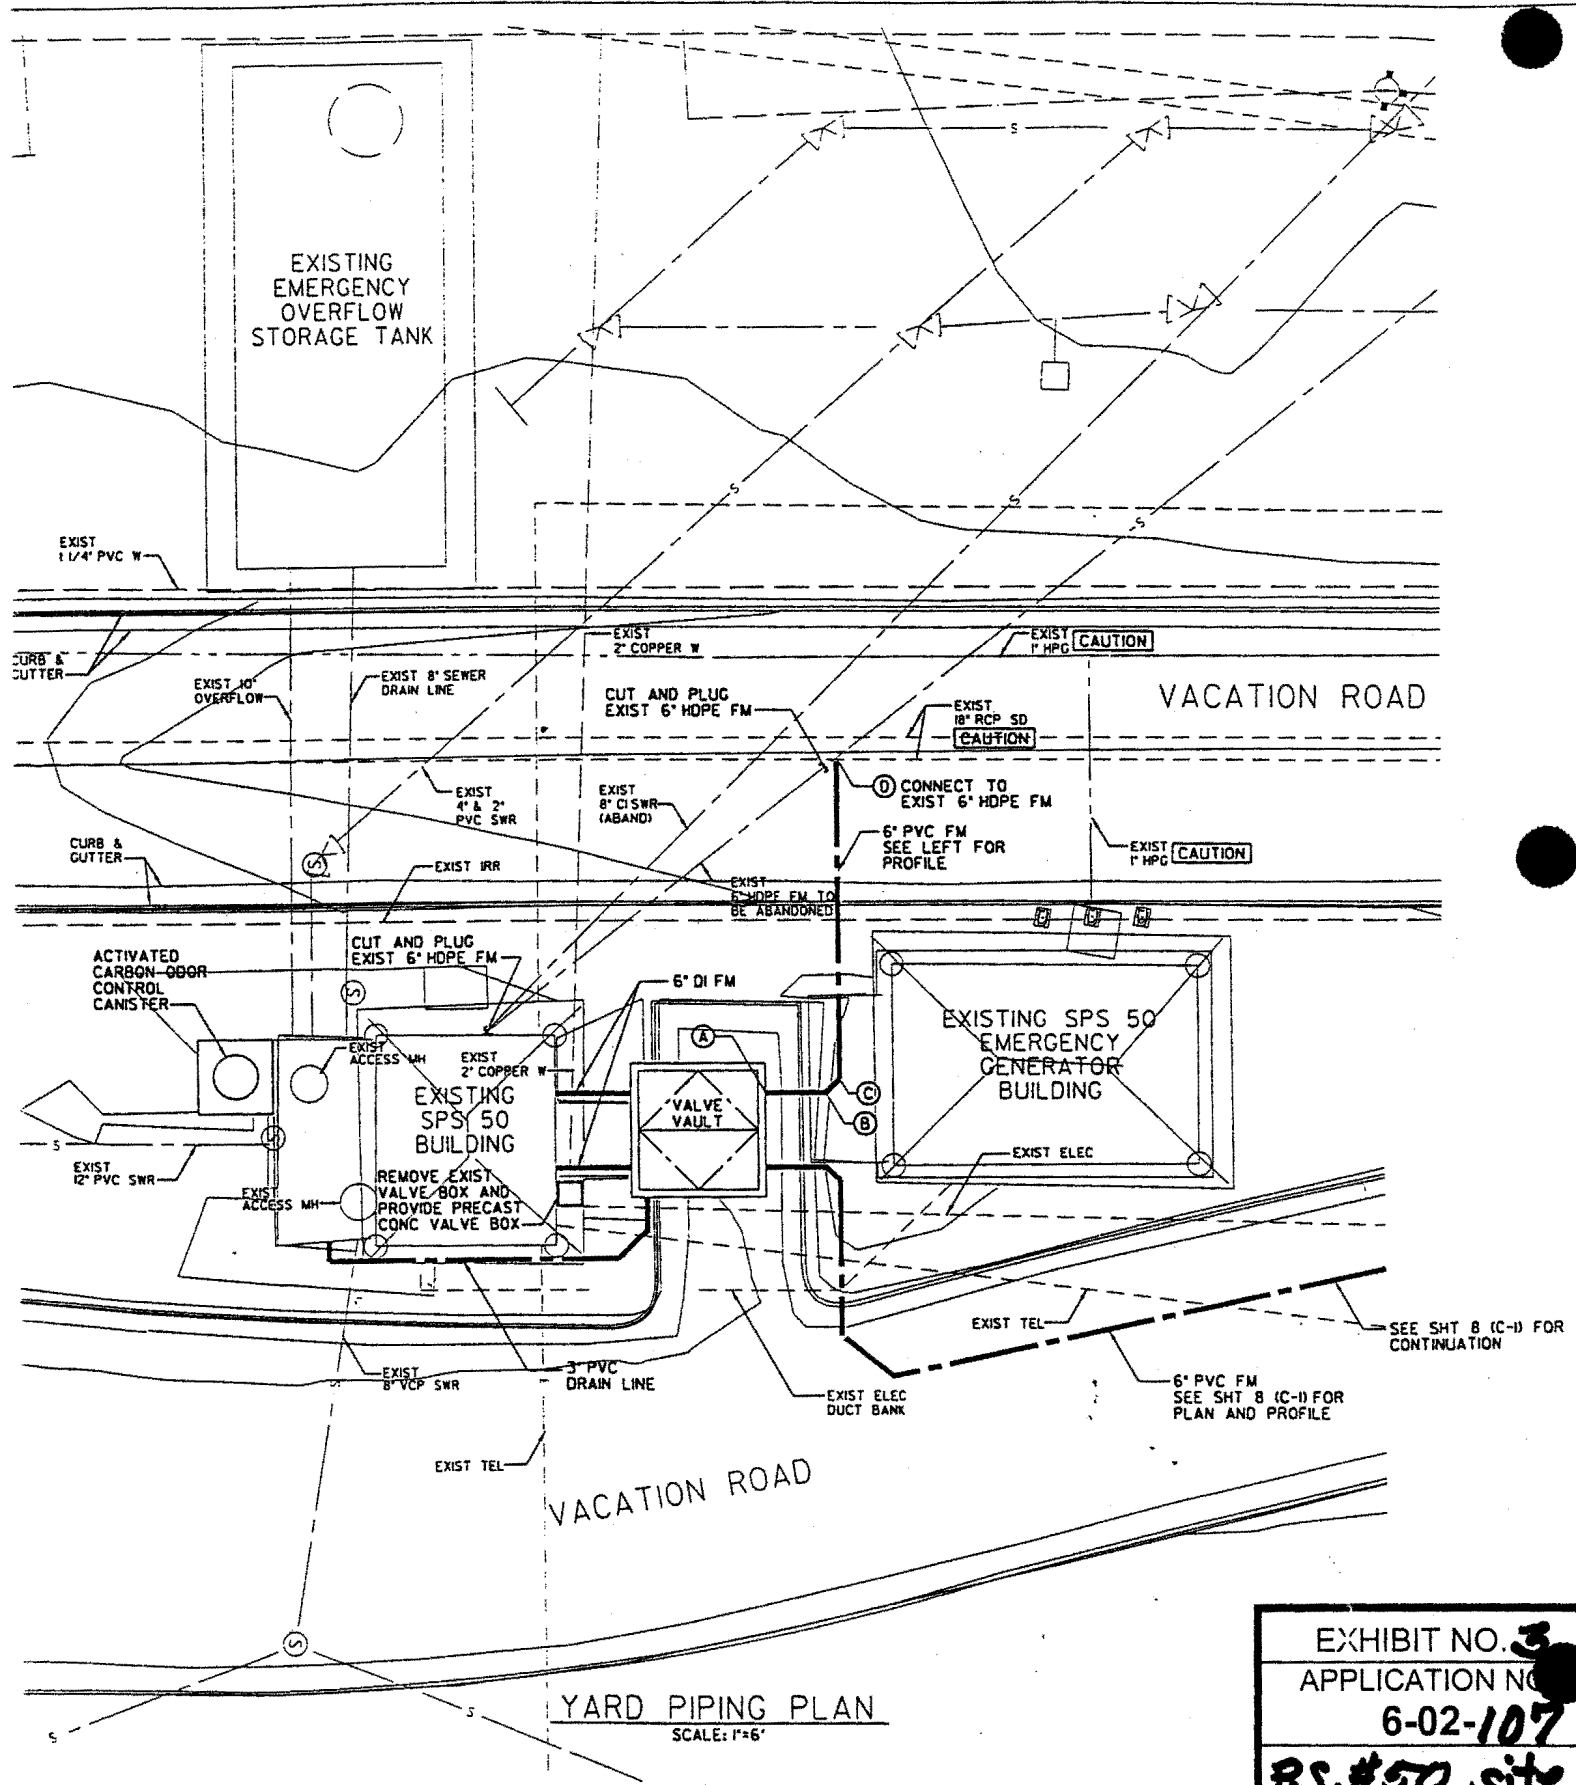 EXISTING
EMERGENCY
OVERFLOW
STORAGE TANK
S
S
S
S
EXIST
1 1/4" PVC W
EXIST
2" COPPER W
EXIST
1" HPG CAUTION
CURB &
GUTTER
EXIST 10"
OVERFLOW
EXIST 8" SEWER
DRAIN LINE
CUT AND PLUG
EXIST 6" HDPE FM
VACATION ROAD
EXIST
18" RCP SD
CAUTION
EXIST
4" & 2"
PVC SWR
EXIST
8" CI SWR
(ABAND)
D CONNECT TO
EXIST 6" HDPE FM
6" PVC FM
SEE LEFT FOR
PROFILE
EXIST
1" HPG CAUTION
CURB &
GUTTER
S
EXIST IRR
EXIST
6" HDPE FM TO
BE ABANDONED
ACTIVATED
CARBON ODOR
CONTROL
CANISTER
CUT AND PLUG
EXIST 6" HDPE FM
6" DI FM
S
A
EXIST
ACCESS MH
EXIST
2" COPPER W
EXISTING
SPS 50
BUILDING
VALVE
VAULT
C
B
EXISTING SPS 50
EMERGENCY
GENERATOR
BUILDING
S
S
EXIST
12" PVC SWR
EXIST
ACCESS MH
REMOVE EXIST
VALVE BOX AND
PROVIDE PRECAST
CONC VALVE BOX
EXIST ELEC
EXIST TEL
SEE SHT 8 (C-1) FOR
CONTINUATION
EXIST
8" VCP SWR
3" PVC
DRAIN LINE
EXIST ELEC
DUCT BANK
6" PVC FM
SEE SHT 8 (C-1) FOR
PLAN AND PROFILE
EXIST TEL
VACATION ROAD
S
S
S
YARD PIPING PLAN
SCALE: 1"=6'
EXHIBIT NO. 3
APPLICATION NO
6-02-107
P.S. #50 site